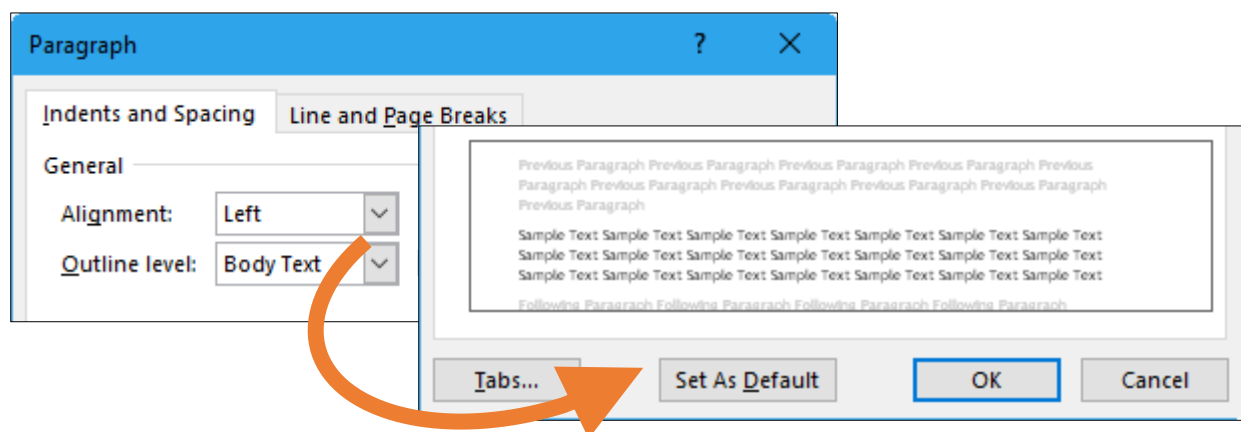 Paragraph ?
Indents and Spacing Line and Page Breaks
General
Alignment: Left
Outline level: Body Text
Previous Paragraph Previous Paragraph Previous Paragraph Previous Paragraph Previous
Paragraph Previous Paragraph Previous Paragraph Previous Paragraph Previous Paragraph
Previous Paragraph
Sample Text Sample Text Sample Text Sample Text Sample Text Sample Text Sample Text
Sample Text Sample Text Sample Text Sample Text Sample Text Sample Text Sample Text
Sample Text Sample Text Sample Text Sample Text Sample Text Sample Text Sample Text
Following Paragraph Following Paragraph Following Paragraph Following Paragraph
Tabs... Set As Default OK Cancel